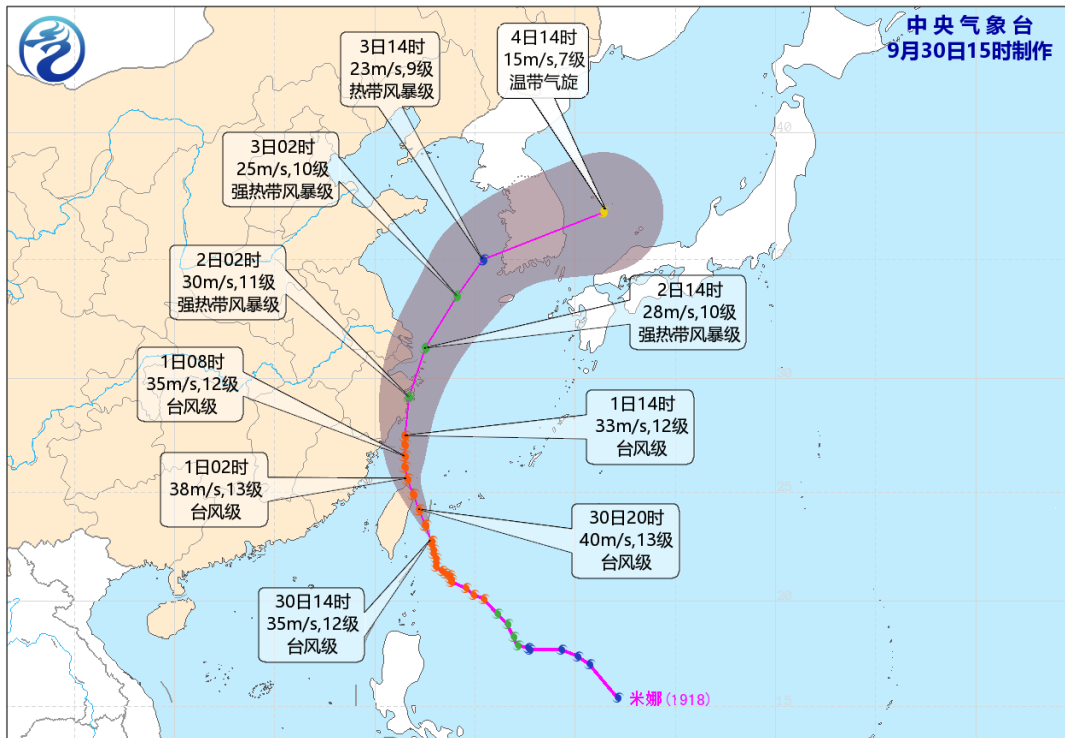 中央气象台
9月30日15时制作
4日14时
15m/s,7级
温带气旋
3日14时
23m/s,9级
热带风暴级
3日02时
25m/s,10级
强热带风暴级
2日02时
30m/s,11级
强热带风暴级
2日14时
28m/s,10级
强热带风暴级
1日08时
35m/s,12级
台风级
1日14时
33m/s,12级
台风级
1日02时
38m/s,13级
台风级
30日20时
40m/s,13级
台风级
30日14时
35m/s,12级
台风级
米娜(1918)
40
35
30
25
20
15